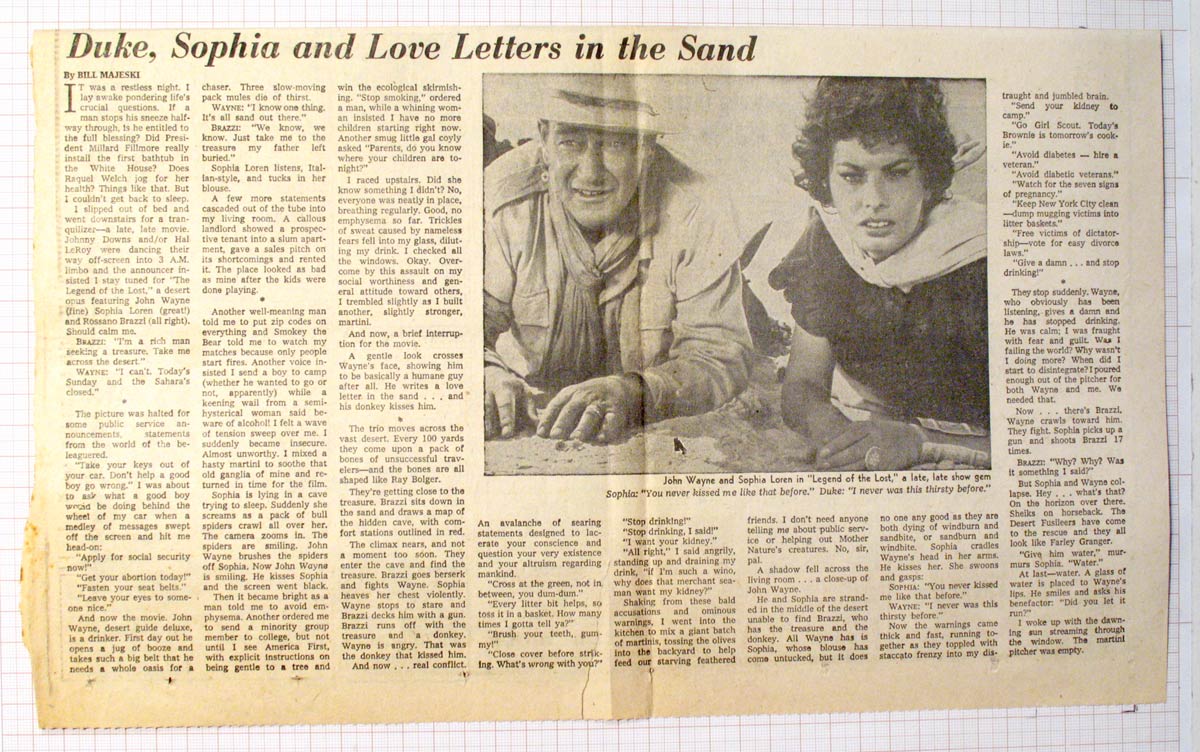 Duke, Sophia and Love Letters in the Sand
By BILL MAJESKI
IT was a restless night. I
lay awake pondering life's
crucial questions. If a
man stops his sneeze half-
way through, is he entitled to
the full blessing? Did Presi-
dent Millard Fillmore really
install the first bathtub in
the White House? Does
Raquel Welch jog for her
health? Things like that. But
I couldn't get back to sleep.
I slipped out of bed and
went downstairs for a tran-
quilizer—a late, late movie.
Johnny Downs and/or Hal
LeRoy were dancing their
way off-screen into 3 A.M.
limbo and the announcer in-
sisted I stay tuned for "The
Legend of the Lost," a desert
opus featuring John Wayne
(fine) Sophia Loren (great!)
and Rossano Brazzi (all right).
Should calm me.
BRAZZI: "I'm a rich man
seeking a treasure. Take me
across the desert."
WAYNE: "I can't. Today's
Sunday and the Sahara's
closed."
*
The picture was halted for
some public service an-
nouncements, statements
from the world of the be-
leaguered.
"Take your keys out of
your car. Don't help a good
boy go wrong." I was about
to ask what a good boy
would be doing behind the
wheel of my car when a
medley of messages swept
off the screen and hit me
head-on:
"Apply for social security
now!"
"Get your abortion today!"
"Fasten your seat belts."
"Leave your eyes to some-
one nice."
And now the movie. John
Wayne, desert guide deluxe,
is a drinker. First day out he
opens a jug of booze and
takes such a big belt that he
needs a whole oasis for a
chaser. Three slow-moving
pack mules die of thirst.
WAYNE: "I know one thing.
It's all sand out there."
BRAZZI: "We know, we
know. Just take me to the
treasure my father left
buried."
Sophia Loren listens, Ital-
ian-style, and tucks in her
blouse.
A few more statements
cascaded out of the tube into
my living room. A callous
landlord showed a prospec-
tive tenant into a slum apart-
ment, gave a sales pitch on
its shortcomings and rented
it. The place looked as bad
as mine after the kids were
done playing.
*
Another well-meaning man
told me to put zip codes on
everything and Smokey the
Bear told me to watch my
matches because only people
start fires. Another voice in-
sisted I send a boy to camp
(whether he wanted to go or
not, apparently) while a
keening wail from a semi-
hysterical woman said be-
ware of alcohol! I felt a wave
of tension sweep over me. I
suddenly became insecure.
Almost unworthy. I mixed a
hasty martini to soothe that
old ganglia of mine and re-
turned in time for the film.
Sophia is lying in a cave
trying to sleep. Suddenly she
screams as a pack of bull
spiders crawl all over her.
The camera zooms in. The
spiders are smiling. John
Wayne brushes the spiders
off Sophia. Now John Wayne
is smiling. He kisses Sophia
and the screen went black.
Then it became bright as a
man told me to avoid em-
physema. Another ordered me
to send a minority group
member to college, but not
until I see America First,
with explicit instructions on
being gentle to a tree and
win the ecological skirmish-
ing. "Stop smoking," ordered
a man, while a whining wom-
an insisted I have no more
children starting right now.
Another smug little gal coyly
asked "Parents, do you know
where your children are to-
night?"
I raced upstairs. Did she
know something I didn't? No,
everyone was neatly in place,
breathing regularly. Good, no
emphysema so far. Trickles
of sweat caused by nameless
fears fell into my glass, dilut-
ing my drink. I checked all
the windows. Okay. Over-
come by this assault on my
social worthiness and gen-
eral attitude toward others,
I trembled slightly as I built
another, slightly stronger,
martini.
And now, a brief interrup-
tion for the movie.
A gentle look crosses
Wayne's face, showing him
to be basically a humane guy
after all. He writes a love
letter in the sand . . . and
his donkey kisses him.
*
The trio moves across the
vast desert. Every 100 yards
they come upon a pack of
bones of unsuccessful trav-
elers—and the bones are all
shaped like Ray Bolger.
They're getting close to the
treasure. Brazzi sits down in
the sand and draws a map of
the hidden cave, with com-
fort stations outlined in red.
The climax nears, and not
a moment too soon. They
enter the cave and find the
treasure. Brazzi goes berserk
and fights Wayne. Sophia
heaves her chest violently.
Wayne stops to stare and
Brazzi decks him with a gun.
Brazzi runs off with the
treasure and a donkey.
Wayne is angry. That was
the donkey that kissed him.
And now . . . real conflict.
John Wayne and Sophia Loren in "Legend of the Lost," a late, late show gem
Sophia: "You never kissed me like that before." Duke: "I never was this thirsty before."
An avalanche of searing
statements designed to lac-
erate your conscience and
question your very existence
and your altruism regarding
mankind.
"Cross at the green, not in
between, you dum-dum."
"Every litter bit helps, so
toss it in a basket. How many
times I gotta tell ya?"
"Brush your teeth, gum-
my!"
"Close cover before strik-
ing. What's wrong with you?"
"Stop drinking!"
"Stop drinking, I said!"
"I want your kidney."
"All right," I said angrily,
standing up and draining my
drink, "if I'm such a wino,
why does that merchant sea-
man want my kidney?"
Shaking from these bald
accusations and ominous
warnings, I went into the
kitchen to mix a giant batch
of martinis, tossing the olives
into the backyard to help
feed our starving feathered
friends. I don't need anyone
telling me about public serv-
ice or helping out Mother
Nature's creatures. No, sir,
pal.
A shadow fell across the
living room . . . a close-up of
John Wayne.
He and Sophia are strand-
ed in the middle of the desert
unable to find Brazzi, who
has the treasure and the
donkey. All Wayne has is
Sophia, whose blouse has
come untucked, but it does
no one any good as they are
both dying of windburn and
sandbite, or sandburn and
windbite. Sophia cradles
Wayne's head in her arms.
He kisses her. She swoons
and gasps:
SOPHIA: "You never kissed
me like that before."
WAYNE: "I never was this
thirsty before."
Now the warnings came
thick and fast, running to-
gether as they toppled with
staccato frenzy into my dis-
traught and jumbled brain.
"Send your kidney to
camp."
"Go Girl Scout. Today's
Brownie is tomorrow's cook-
ie."
"Avoid diabetes — hire a
veteran."
"Avoid diabetic veterans."
"Watch for the seven signs
of pregnancy."
"Keep New York City clean
—dump mugging victims into
litter baskets."
"Free victims of dictator-
ship—vote for easy divorce
laws."
"Give a damn . . . and stop
drinking!"
*
They stop suddenly. Wayne,
who obviously has been
listening, gives a damn and
he has stopped drinking.
He was calm; I was fraught
with fear and guilt. Was I
failing the world? Why wasn't
I doing more? When did I
start to disintegrate? I poured
enough out of the pitcher for
both Wayne and me. We
needed that.
Now . . . there's Brazzi.
Wayne crawls toward him.
They fight. Sophia picks up a
gun and shoots Brazzi 17
times.
BRAZZI: "Why? Why? Was
it something I said?"
But Sophia and Wayne col-
lapse. Hey . . . what's that?
On the horizon over there.
Sheiks on horseback. The
Desert Fusileers have come
to the rescue and they all
look like Farley Granger.
"Give him water," mur-
murs Sophia. "Water."
At last—water. A glass of
water is placed to Wayne's
lips. He smiles and asks his
benefactor: "Did you let it
run?"
I woke up with the dawn-
ing sun streaming through
the window. The martini
pitcher was empty.